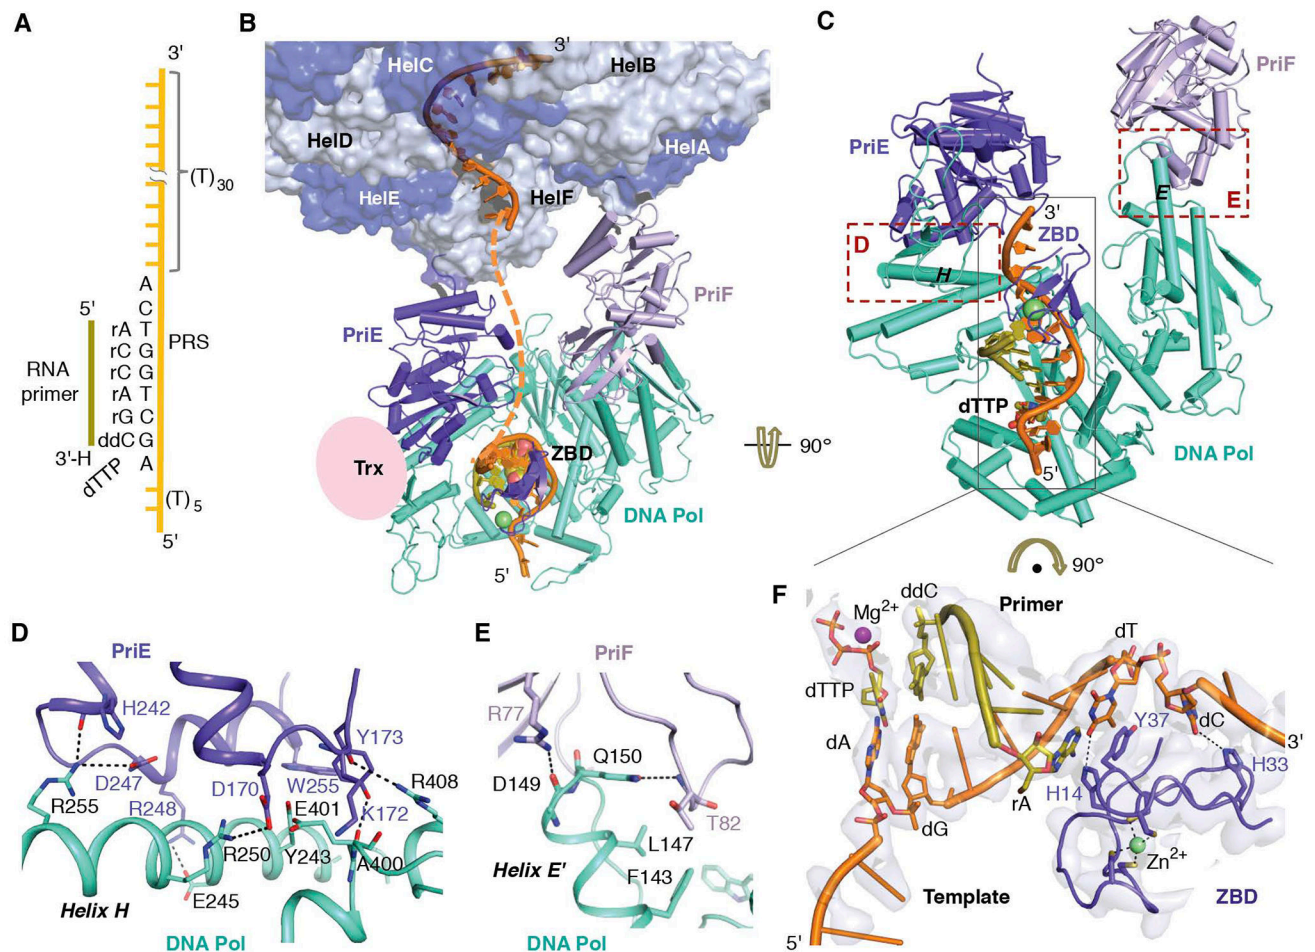 A
3'
(T)30
A
C
5'
rA T
PRS
rC G
RNA
primer
rC G
rA T
rG C
ddC G
3'-H
dTTP
A
(T)5
5'
B
HelC
3'
HelB
HelD
HelA
HelE
HelF
PriE
PriF
Trx
ZBD
DNA Pol
5'
90°
C
PriF
PriE
E
E
3'
D
ZBD
H
dTTP
DNA Pol
5'
90°
D
PriE
H242
Y173
D247
D170
W255
R408
R255
R248
E401
K172
R250
Y243
A400
E245
Helix H
DNA Pol
E
PriF
R77
Q150
D149
T82
L147
Helix E'
F143
DNA Pol
F
ddC
Primer
Mg2+
dT
dTTP
dC
Y37
dA
3'
H33
rA
H14
dG
Zn2+
Template
ZBD
5'